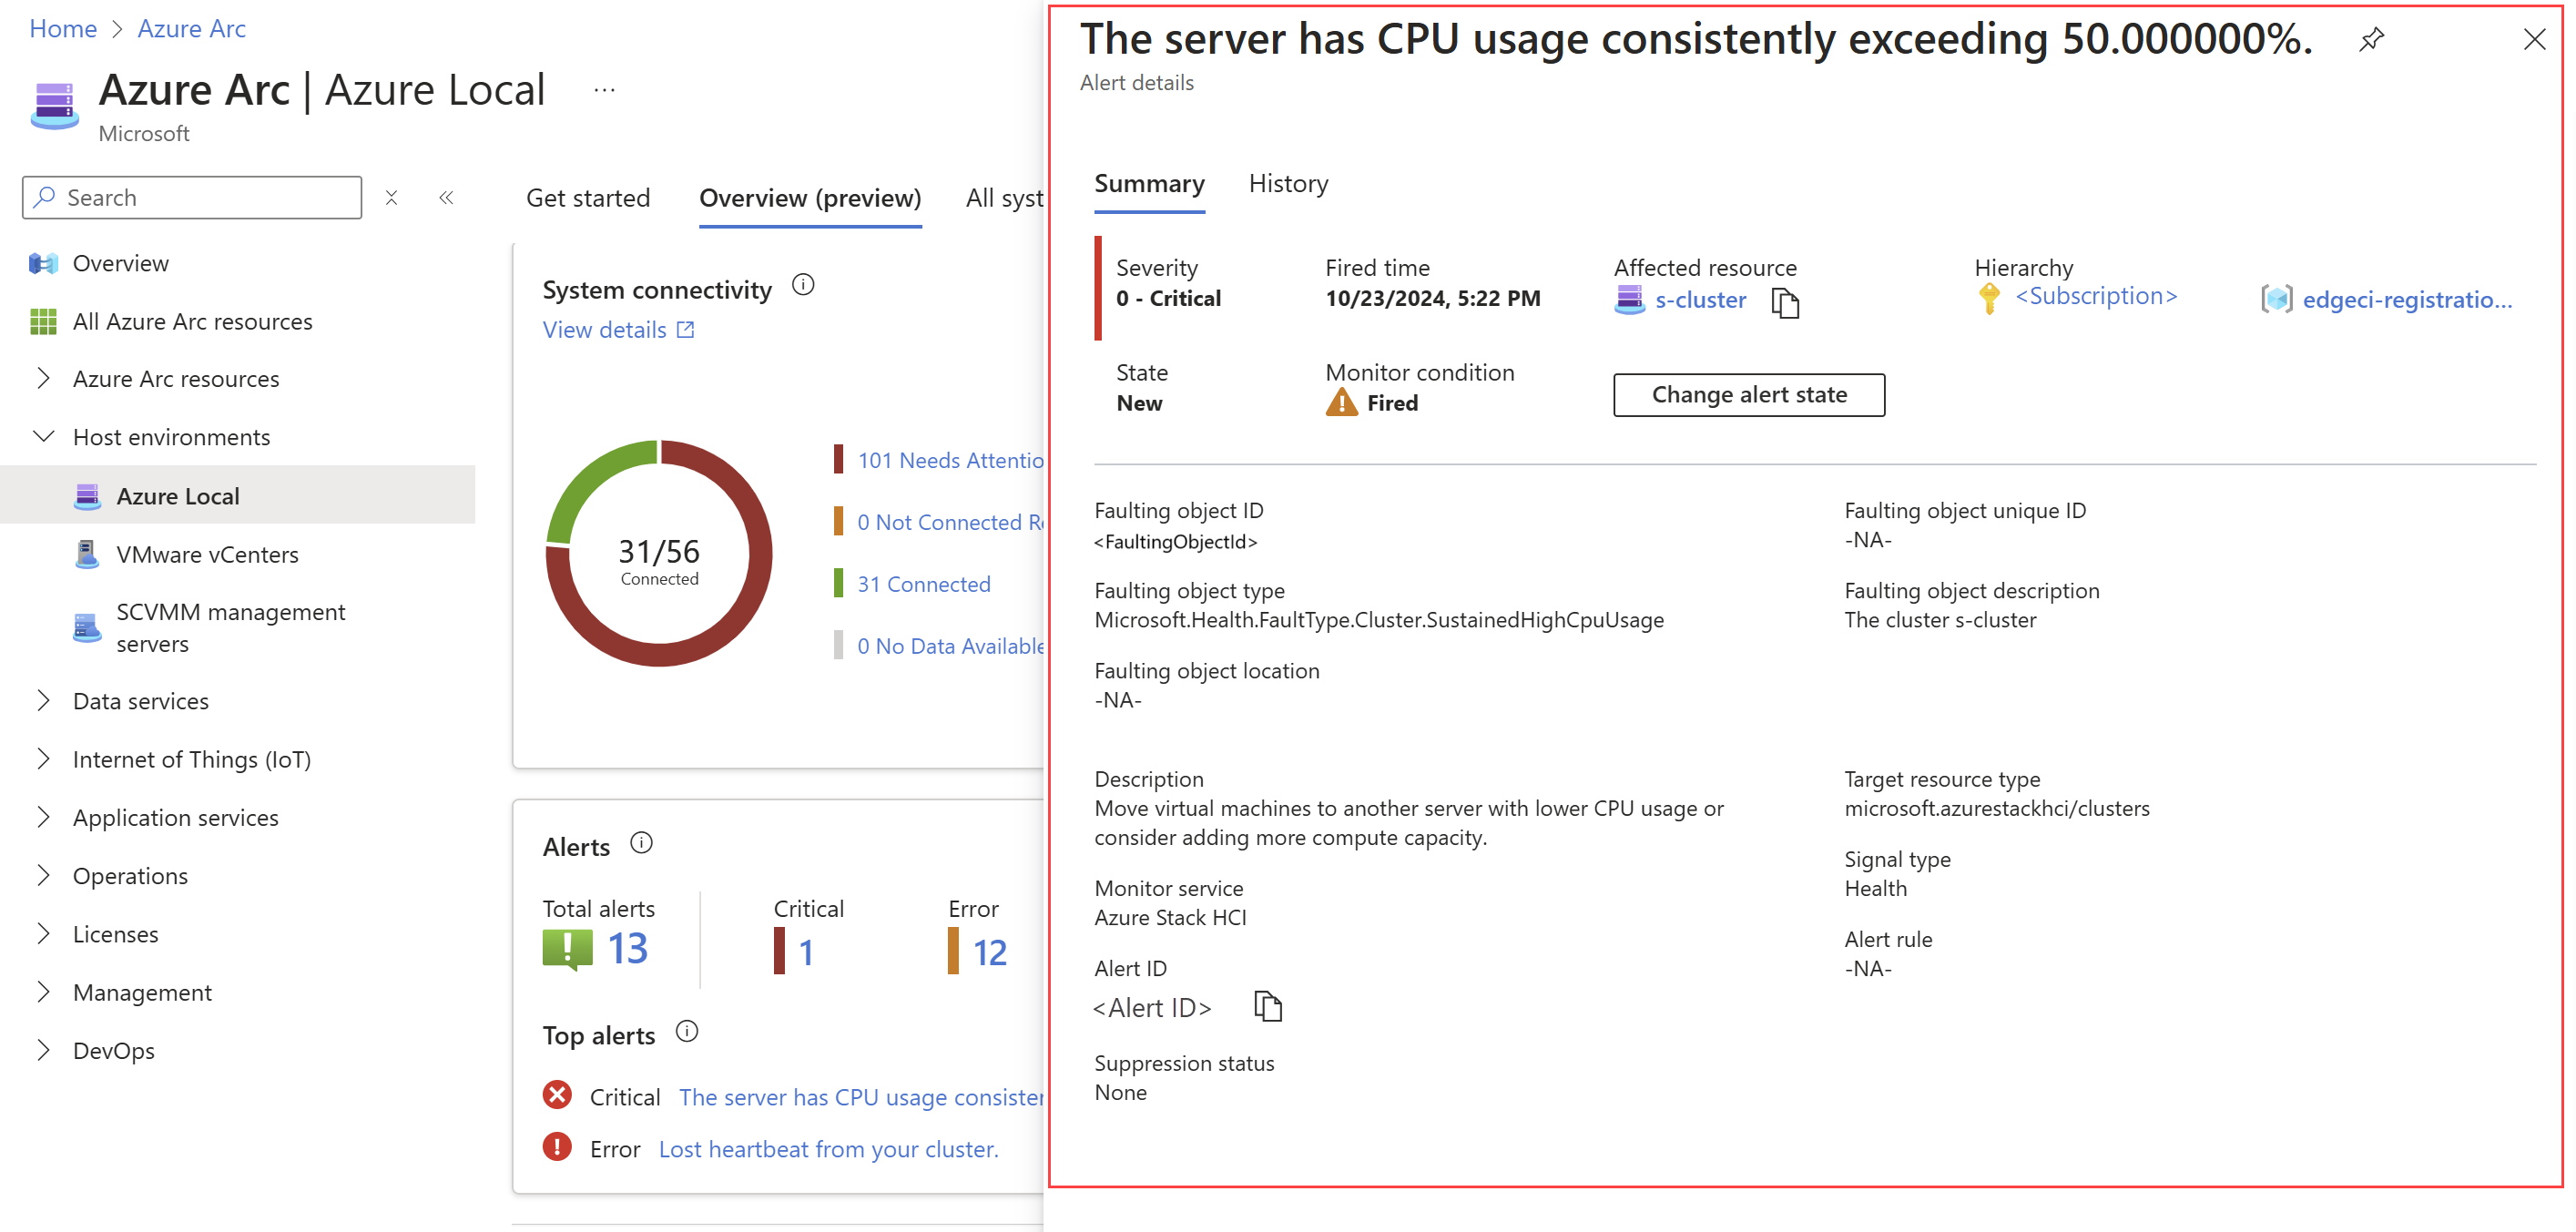 Home > Azure Arc
Azure Arc | Azure Local ...
Microsoft
Search
Overview
All Azure Arc resources
Azure Arc resources
Host environments
Azure Local
VMware vCenters
SCVMM management
servers
Data services
Internet of Things (IoT)
Application services
Operations
Licenses
Management
DevOps
Get started Overview (preview) All syst
System connectivity
View details
31/56
Connected
101 Needs Attentio
0 Not Connected Re
31 Connected
0 No Data Available
Alerts
Total alerts Critical Error
13 1 12
Top alerts
Critical The server has CPU usage consister
Error Lost heartbeat from your cluster.
The server has CPU usage consistently exceeding 50.000000%.
Alert details
Summary History
Severity Fired time Affected resource Hierarchy
0 - Critical 10/23/2024, 5:22 PM s-cluster <Subscription> edgeci-registratio...
State Monitor condition
New Fired
Change alert state
Faulting object ID
<FaultingObjectId>
Faulting object type
Microsoft.Health.FaultType.Cluster.SustainedHighCpuUsage
Faulting object location
-NA-
Faulting object unique ID
-NA-
Faulting object description
The cluster s-cluster
Description
Move virtual machines to another server with lower CPU usage or
consider adding more compute capacity.
Monitor service
Azure Stack HCI
Alert ID
<Alert ID>
Suppression status
None
Target resource type
microsoft.azurestackhci/clusters
Signal type
Health
Alert rule
-NA-